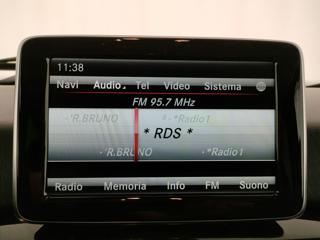 11:38
Navi Audio Tel Video Sistema
FM 95.7 MHz
-'R.BRUNO - *Radio1
* RDS *
-'R.BRUNO - *Radio1
Radio Memoria Info FM Suono